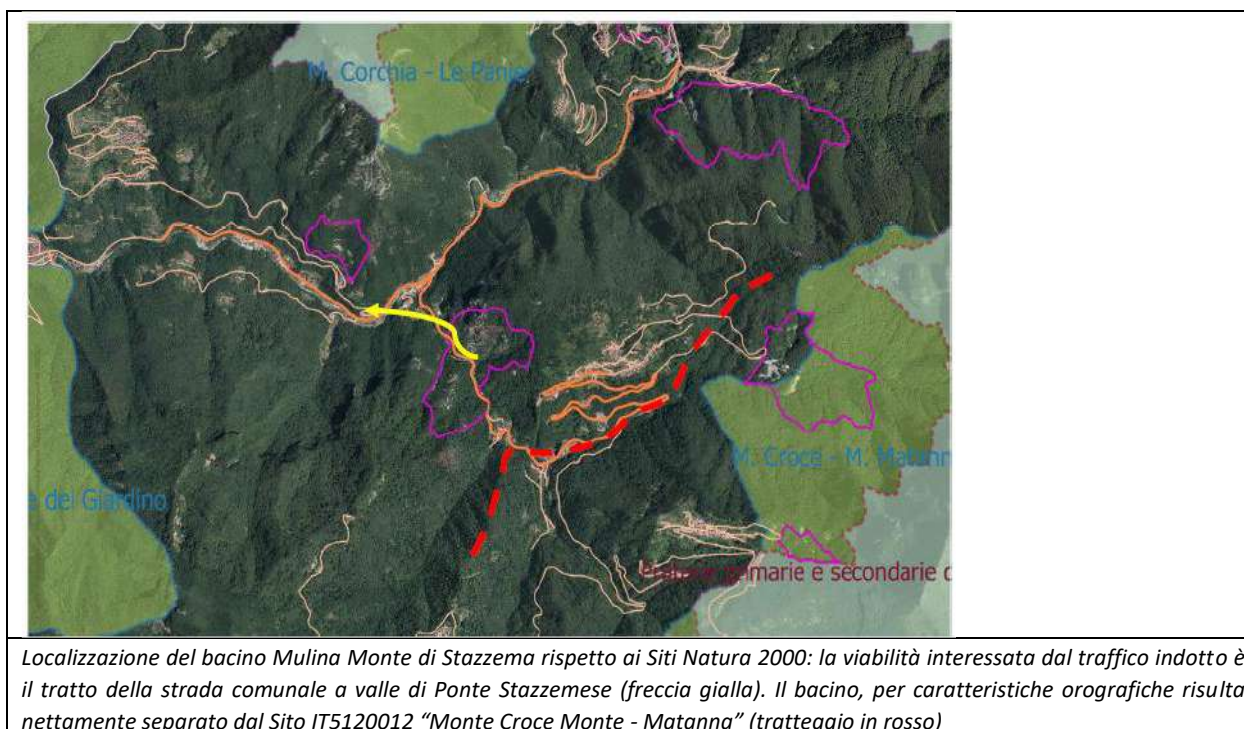 M. Corchia - Le Panie
M. Croce - M. Matann
e dei Giardino
e secondarie d
Localizzazione del bacino Mulina Monte di Stazzema rispetto ai Siti Natura 2000: la viabilità interessata dal traffico indotto è
il tratto della strada comunale a valle di Ponte Stazzemese (freccia gialla). Il bacino, per caratteristiche orografiche risulta
nettamente separato dal Sito IT5120012 “Monte Croce Monte - Matanna” (tratteggio in rosso)